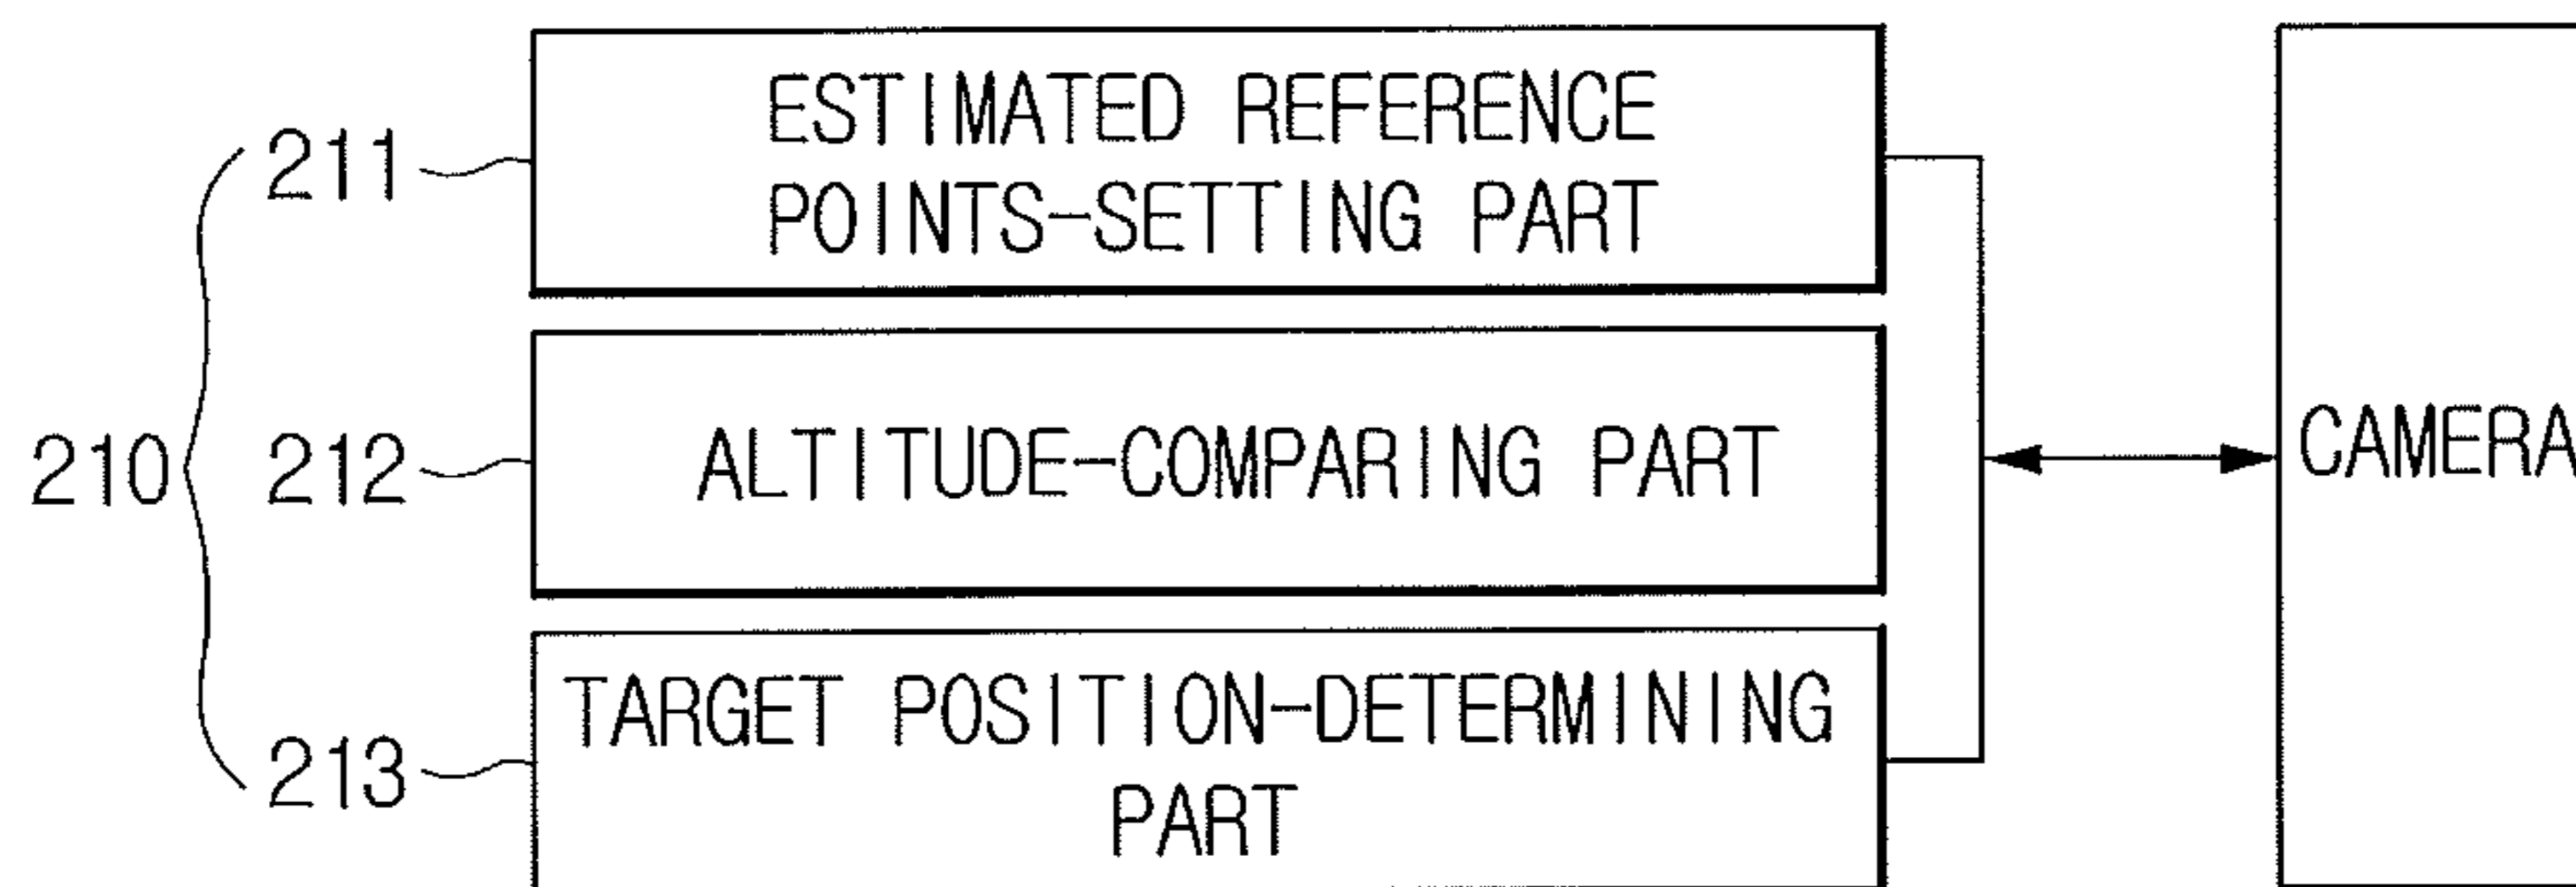 211
ESTIMATED REFERENCE
POINTS-SETTING PART
210
212
ALTITUDE-COMPARING PART
CAMERA
213
TARGET POSITION-DETERMINING
PART